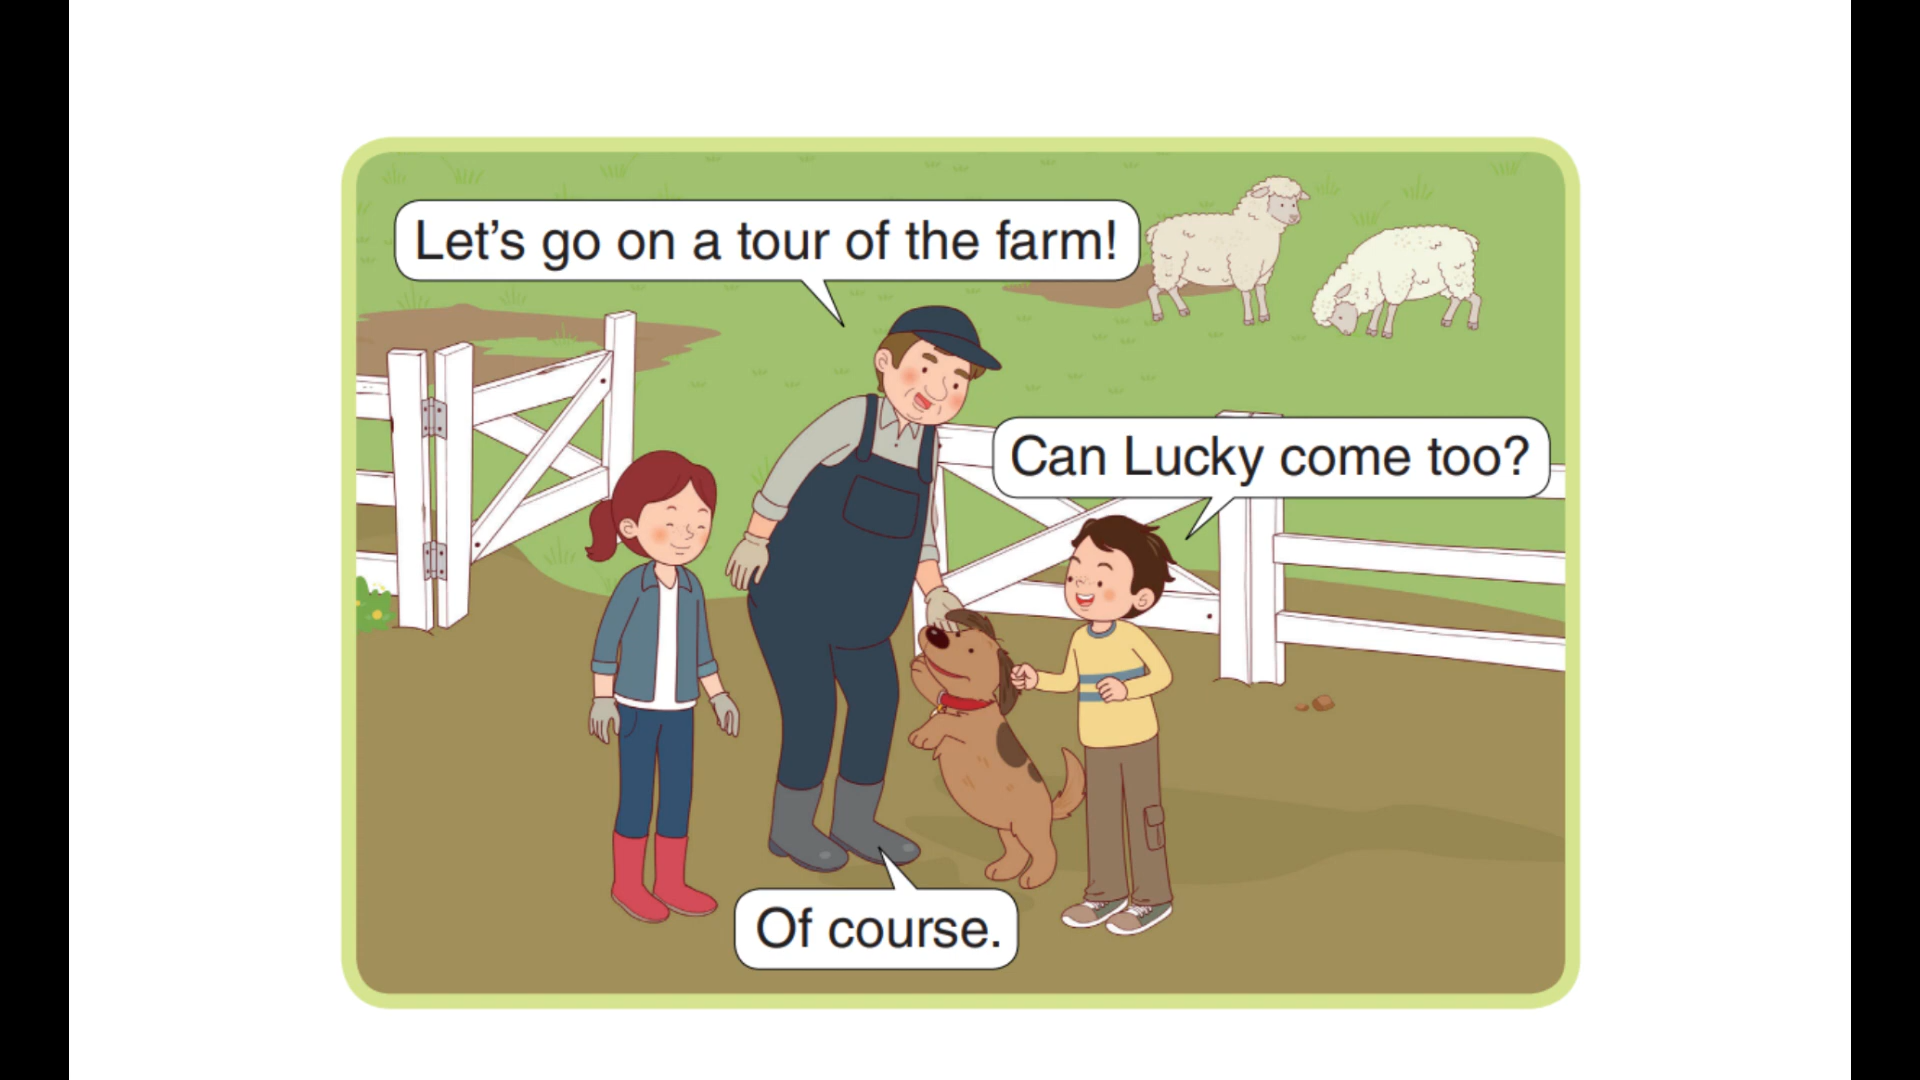 Let’s go on a tour of the farm!
Can Lucky come too?
Of course.